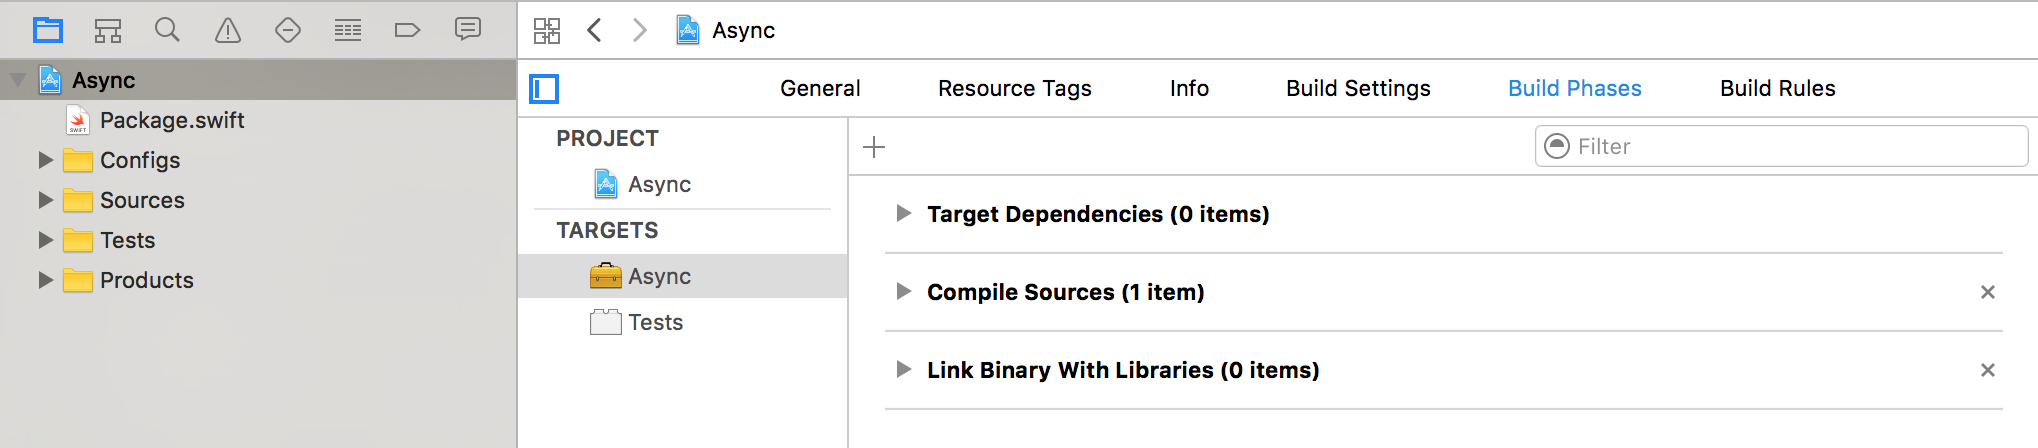 Async
General Resource Tags Info Build Settings Build Phases Build Rules
Async
Package.swift
SWIFT
Configs
Sources
Tests
Products
PROJECT
Async
TARGETS
Async
Tests
Filter
Target Dependencies (0 items)
Compile Sources (1 item)
Link Binary With Libraries (0 items)